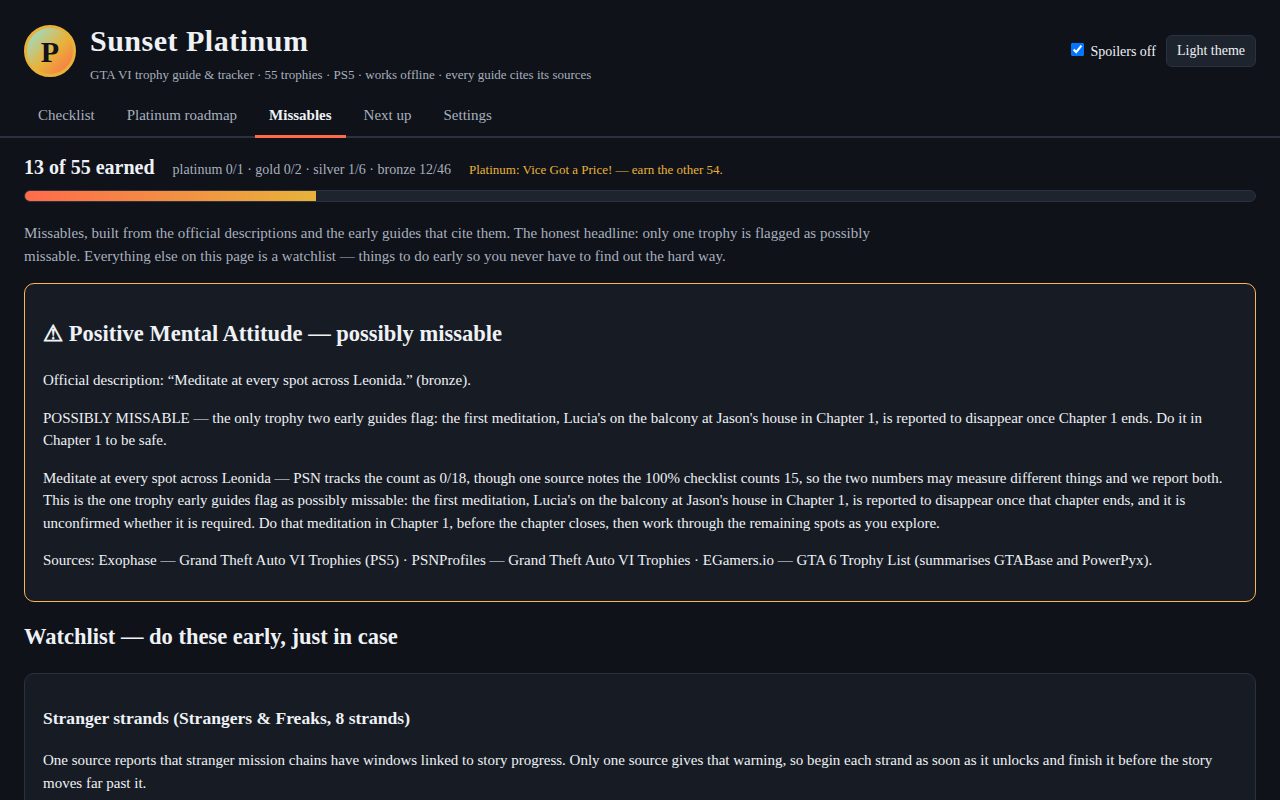 P
Sunset Platinum
GTA VI trophy guide & tracker · 55 trophies · PS5 · works offline · every guide cites its sources
Spoilers off
Light theme
Checklist
Platinum roadmap
Missables
Next up
Settings
13 of 55 earned platinum 0/1 · gold 0/2 · silver 1/6 · bronze 12/46 Platinum: Vice Got a Price! — earn the other 54.
Missables, built from the official descriptions and the early guides that cite them. The honest headline: only one trophy is flagged as possibly
missable. Everything else on this page is a watchlist — things to do early so you never have to find out the hard way.
⚠ Positive Mental Attitude — possibly missable
Official description: “Meditate at every spot across Leonida.” (bronze).
POSSIBLY MISSABLE — the only trophy two early guides flag: the first meditation, Lucia's on the balcony at Jason's house in Chapter 1, is reported to disappear once Chapter 1 ends. Do it in
Chapter 1 to be safe.
Meditate at every spot across Leonida — PSN tracks the count as 0/18, though one source notes the 100% checklist counts 15, so the two numbers may measure different things and we report both.
This is the one trophy early guides flag as possibly missable: the first meditation, Lucia's on the balcony at Jason's house in Chapter 1, is reported to disappear once that chapter ends, and it is
unconfirmed whether it is required. Do that meditation in Chapter 1, before the chapter closes, then work through the remaining spots as you explore.
Sources: Exophase — Grand Theft Auto VI Trophies (PS5) · PSNProfiles — Grand Theft Auto VI Trophies · EGamers.io — GTA 6 Trophy List (summarises GTABase and PowerPyx).
Watchlist — do these early, just in case
Stranger strands (Strangers & Freaks, 8 strands)
One source reports that stranger mission chains have windows linked to story progress. Only one source gives that warning, so begin each strand as soon as it unlocks and finish it before the story
moves far past it.